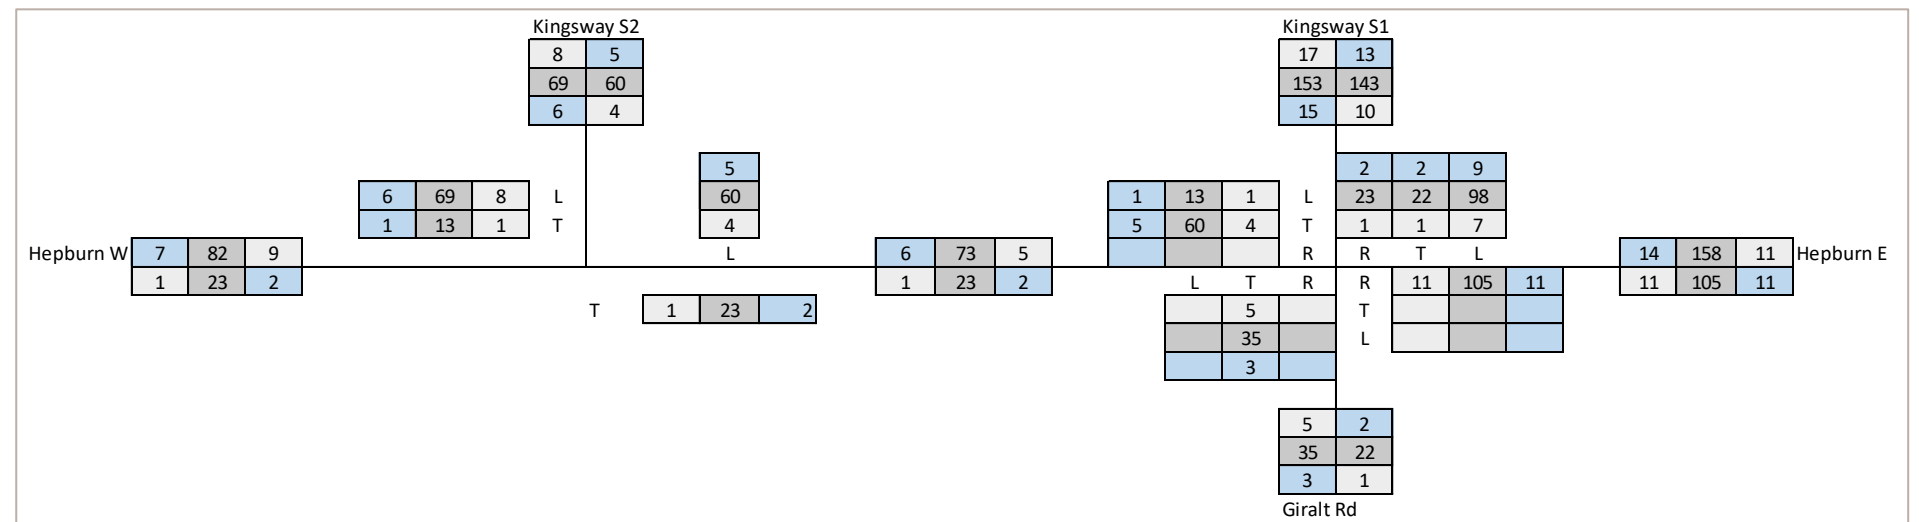 Kingsway S2 Kingsway S1
8 5 17 13
69 60 153 143
6 4 15 10
5 2 2 9
6 69 8 L 60 1 13 1 L 23 22 98
1 13 1 T 4 5 60 4 T 1 1 7
Hepburn W 7 82 9 L 6 73 5 R R T L 14 158 11 Hepburn E
1 23 2 1 23 2 L T R R 11 105 11 11 105 11
T 1 23 2 5 T
35 L
3
5 2
35 22
3 1
Giralt Rd